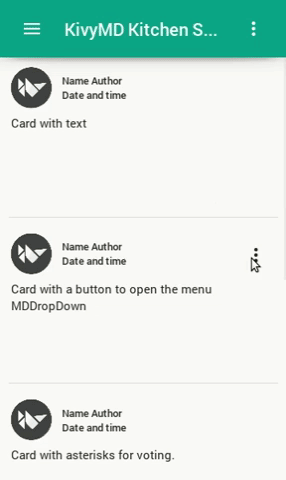 KivyMD Kitchen S...
Name Author
Date and time
Card with text
Name Author
Date and time
Card with a button to open the menu
MDDropDown
Name Author
Date and time
Card with asterisks for voting.